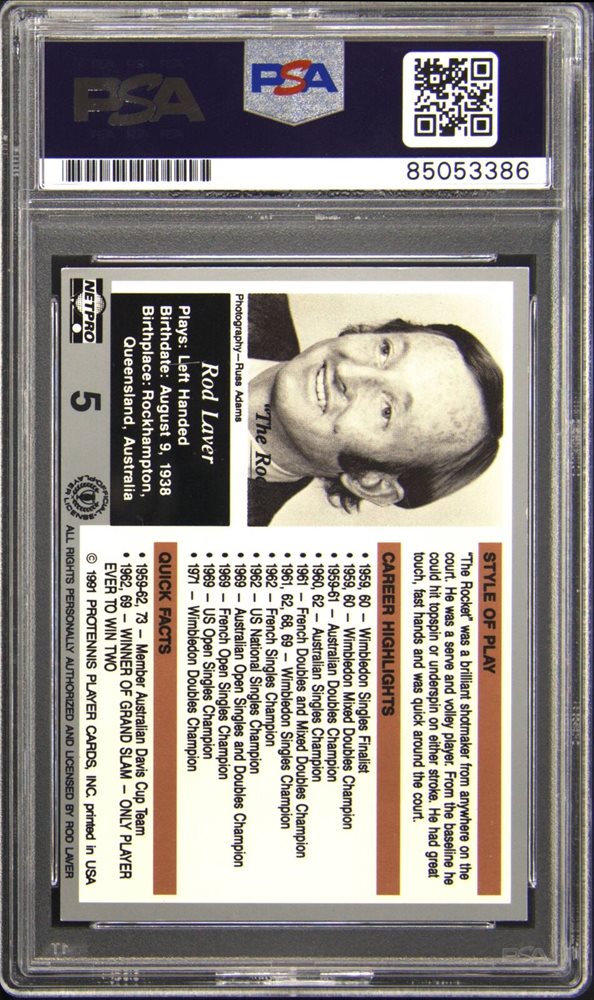 PSA
PSA
85053386
NETPRO
5
Photography—Russ Adams
"The Roc
Rod Laver
Plays: Left Handed
Birthdate: August 9, 1938
Birthplace: Rockhampton,
Queensland, Australia
STYLE OF PLAY
"The Rocket" was a brilliant shotmaker from anywhere on the
court. He was a serve and volley player. From the baseline he
could hit topspin or underspin on either stroke. He had great
touch, fast hands and was quick around the court.
CAREER HIGHLIGHTS
• 1959, 60 — Wimbledon Singles Finalist
• 1959, 60 — Wimbledon Mixed Doubles Champion
• 1959-61 — Australian Doubles Champion
• 1960, 62 — Australian Singles Champion
• 1961 — French Doubles and Mixed Doubles Champion
• 1961, 62, 68, 69 — Wimbledon Singles Champion
• 1962 — French Singles Champion
• 1962 — US National Singles Champion
• 1969 — Australian Open Singles and Doubles Champion
• 1969 — French Open Singles Champion
• 1969 — US Open Singles Champion
• 1971 — Wimbledon Doubles Champion
QUICK FACTS
• 1959-62, 73 — Member Australian Davis Cup Team
• 1962, 69 — WINNER OF GRAND SLAM — ONLY PLAYER
EVER TO WIN TWO
© 1991 PROTENNIS PLAYER CARDS, INC. printed in USA
ALL RIGHTS PERSONALLY AUTHORIZED AND LICENSED BY ROD LAVER
PSA